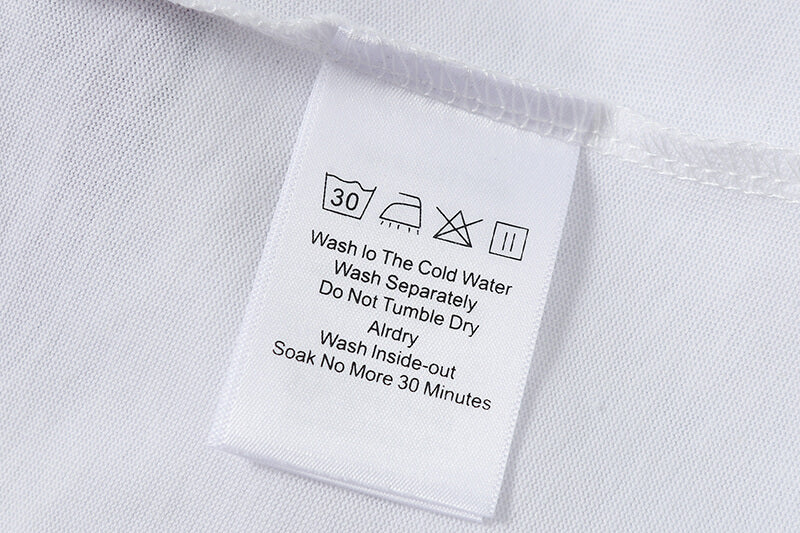 30
Wash Io The Cold Water
Wash Separately
Do Not Tumble Dry
Alrdry
Wash Inside-out
Soak No More 30 Minutes